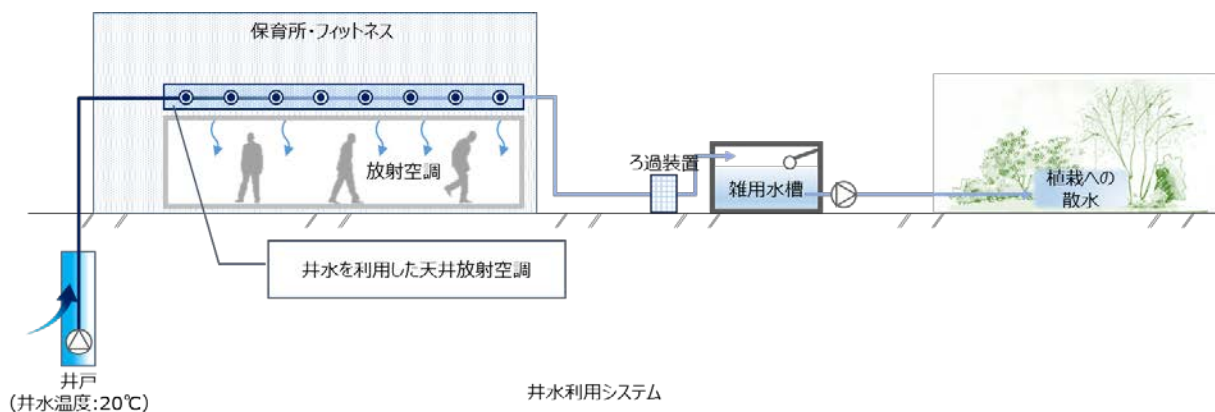 保育所・フィットネス
放射空調
ろ過装置
雑用水槽
植栽への
散水
井水を利用した天井放射空調
井戸
(井水温度:20℃)
井水利用システム